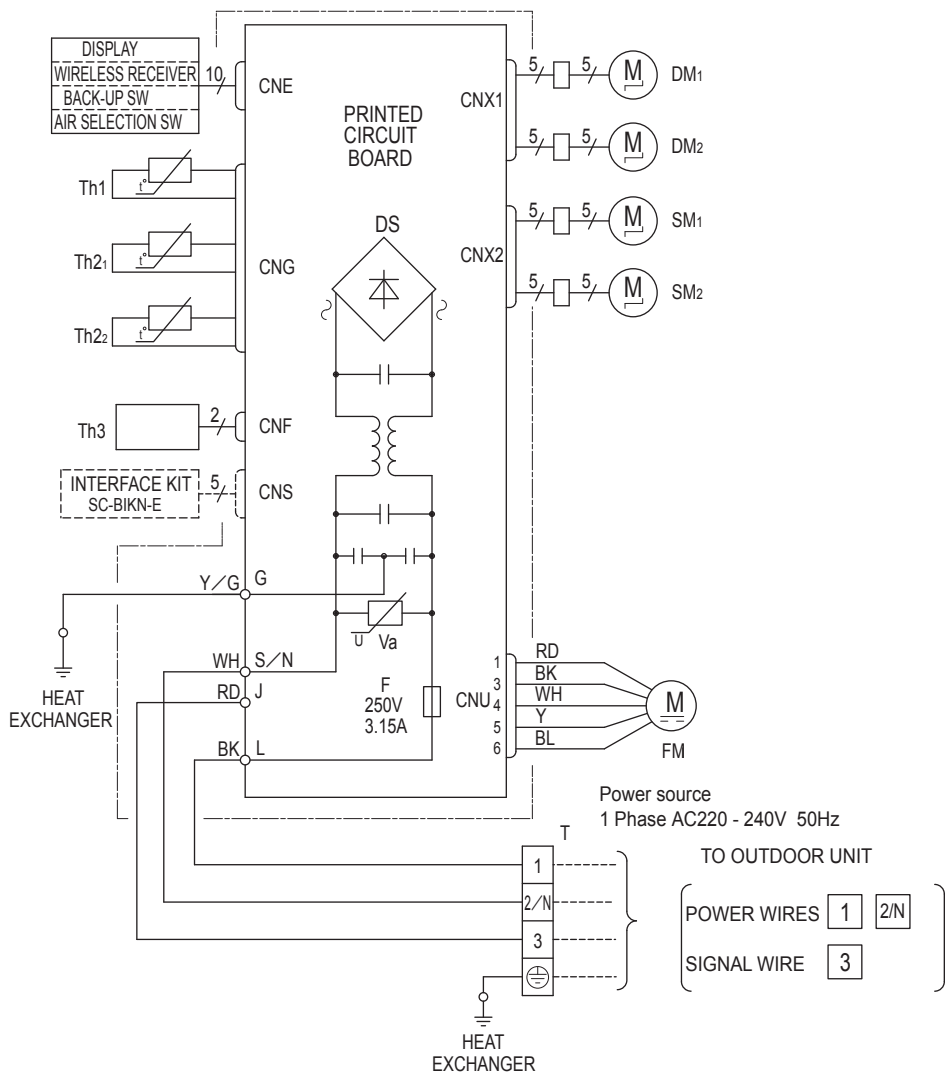 DISPLAY
WIRELESS RECEIVER
BACK-UP SW
AIR SELECTION SW
10
CNE
PRINTED
CIRCUIT
BOARD
CNX1
5
5
M
DM1
5
5
M
DM2
Th1
t°
Th21
t°
Th22
t°
CNG
DS
CNX2
5
5
M
SM1
5
5
M
SM2
Th3
2
CNF
INTERFACE KIT
SC-BIKN-E
5
CNS
Y/G
G
U
Va
WH
S/N
RD
J
BK
L
HEAT
EXCHANGER
F
250V
3.15A
CNU
1
3
4
5
6
RD
BK
WH
Y
BL
M
FM
Power source
1 Phase AC220 - 240V 50Hz
T
1
2/N
3
TO OUTDOOR UNIT
POWER WIRES 1 2/N
SIGNAL WIRE 3
HEAT
EXCHANGER